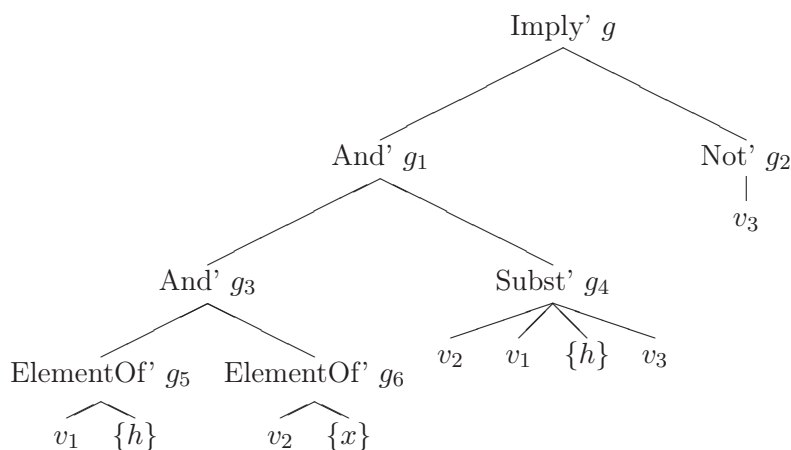 Imply' g
And' g₁ Not' g₂
v₃
And' g₃ Subst' g₄
v₂ v₁ {h} v₃
ElementOf' g₅ ElementOf' g₆
v₁ {h} v₂ {x}